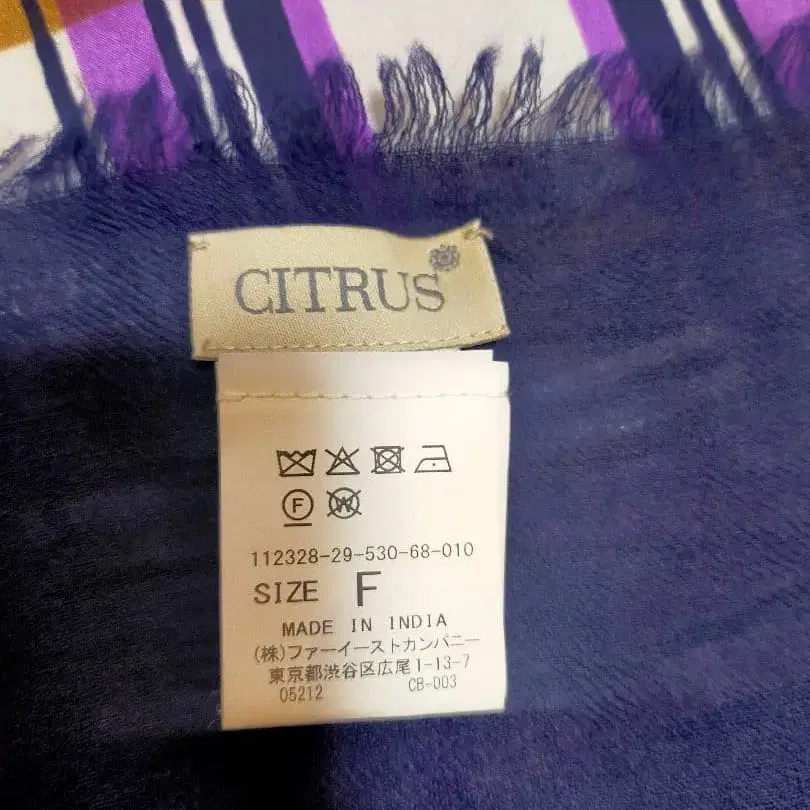 CITRUS
F W
112328-29-530-68-010
SIZE F
MADE IN INDIA
(株)ファーイーストカンパニー
東京都渋谷区広尾1-13-7
05212 CB-003